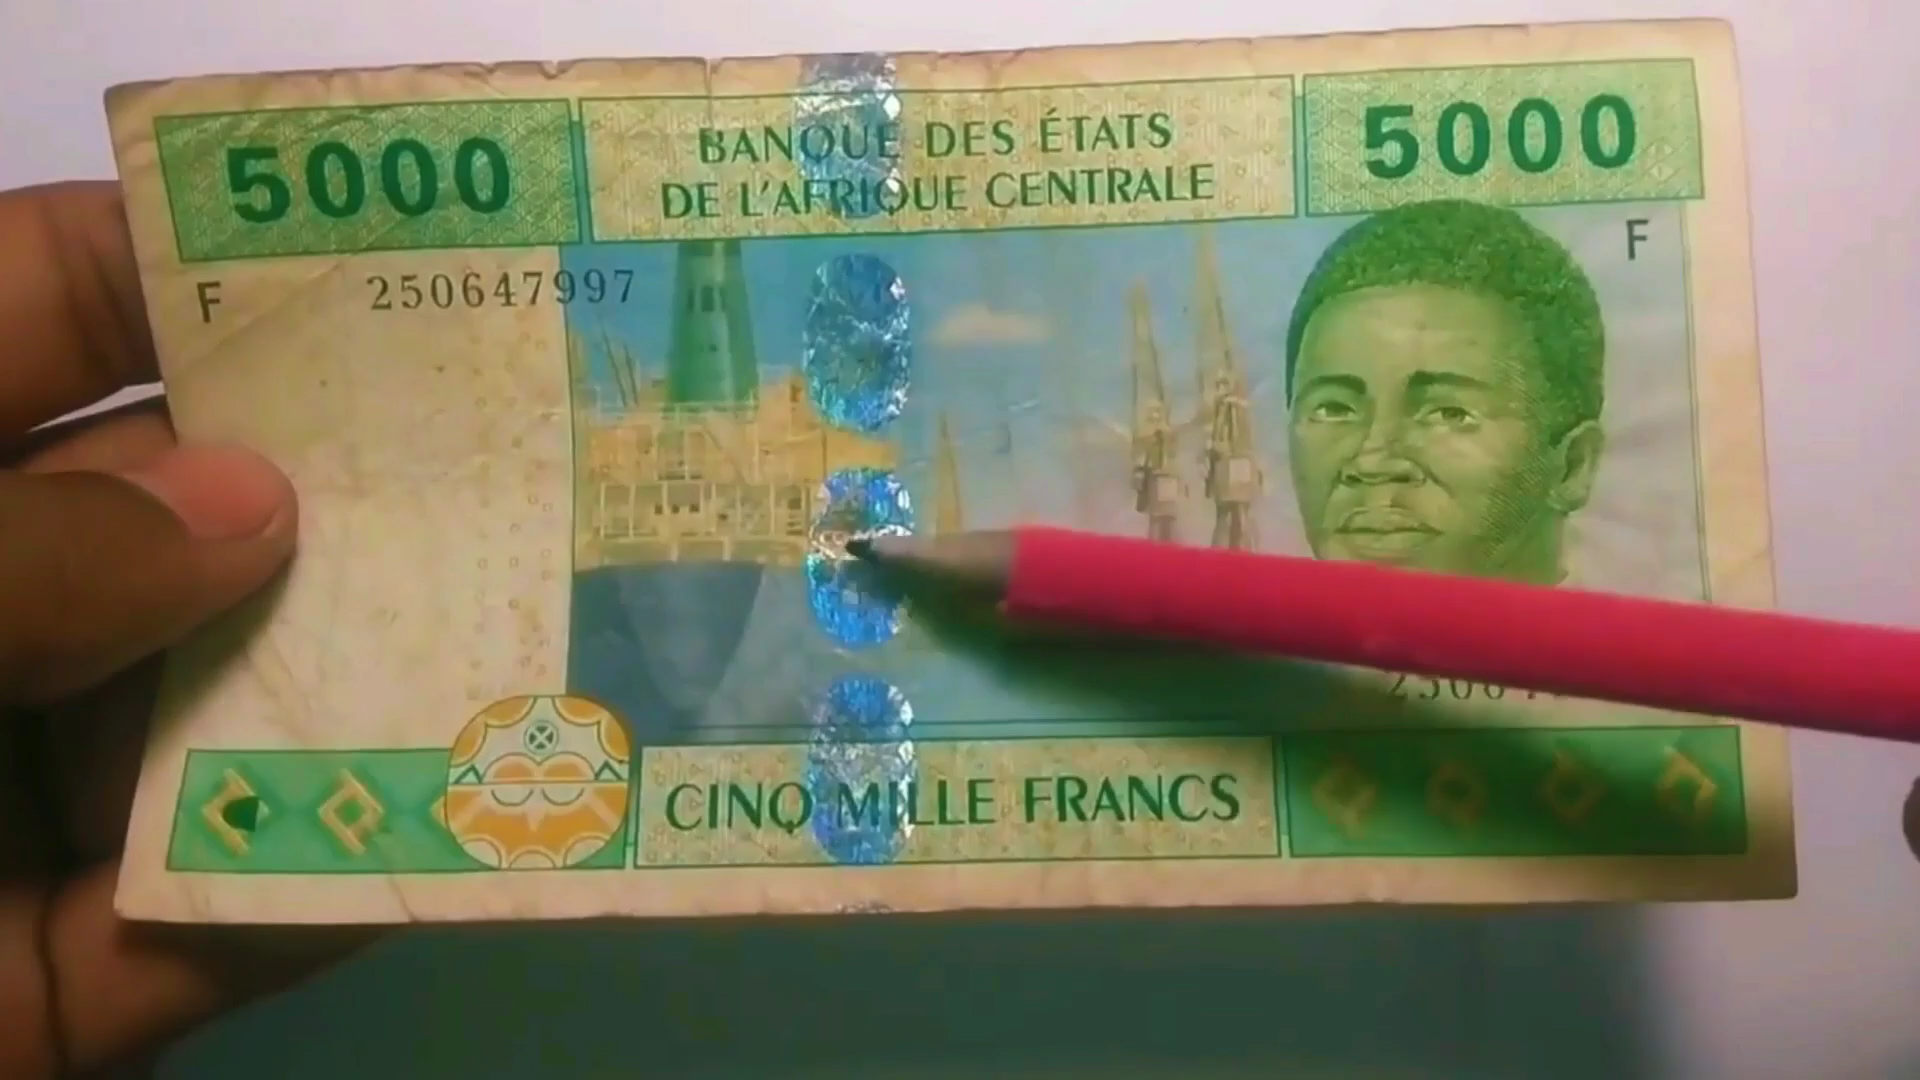 5000
BANQUE DES ÉTATS
DE L'AFRIQUE CENTRALE
5000
F
250647997
F
CINQ MILLE FRANCS